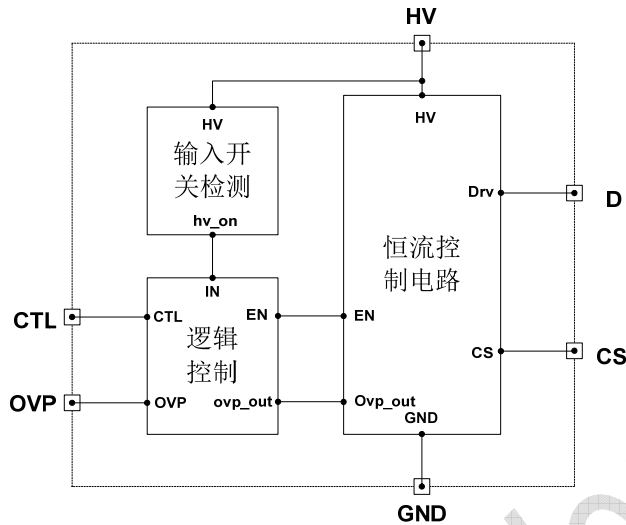 HV
HV
输入开
关检测
hv_on
HV
Drv
D
恒流控
制电路
IN
CTL
CTL
EN
EN
逻辑
控制
CS
CS
OVP
OVP
ovp_out
Ovp_out
GND
GND